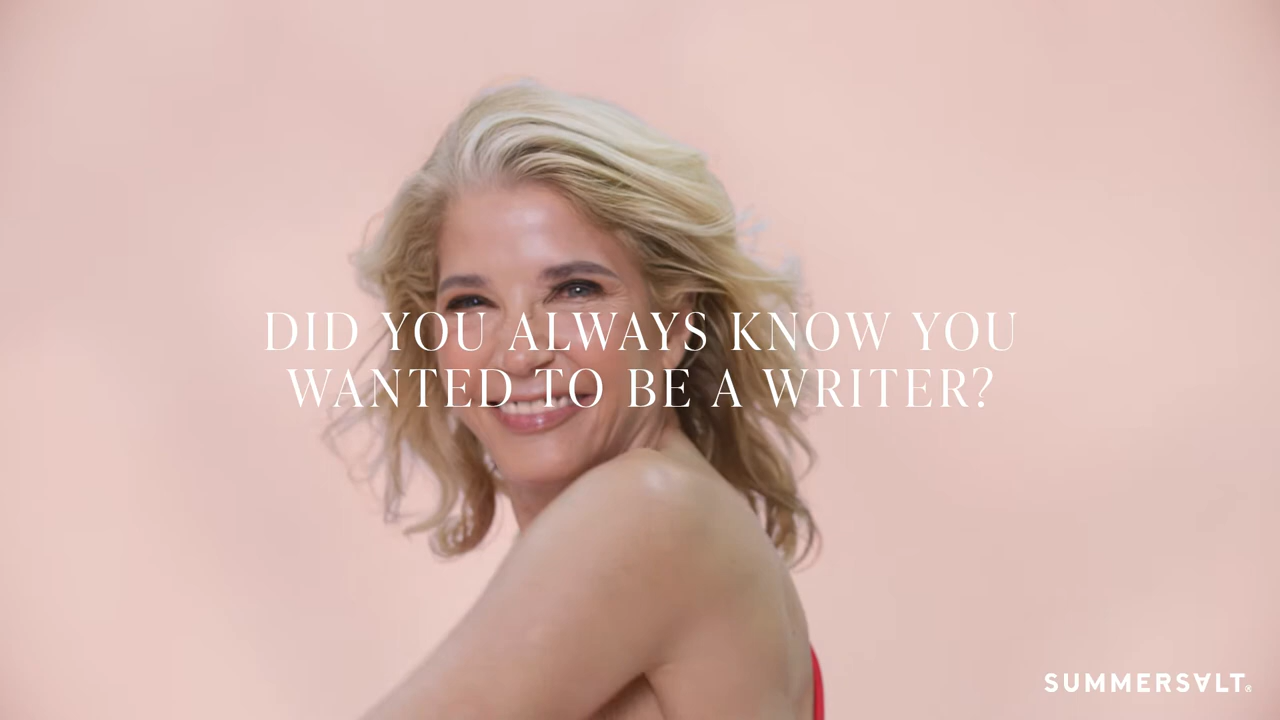 DID YOU ALWAYS KNOW YOU
WANTED TO BE A WRITER?
SUMMERSALT®